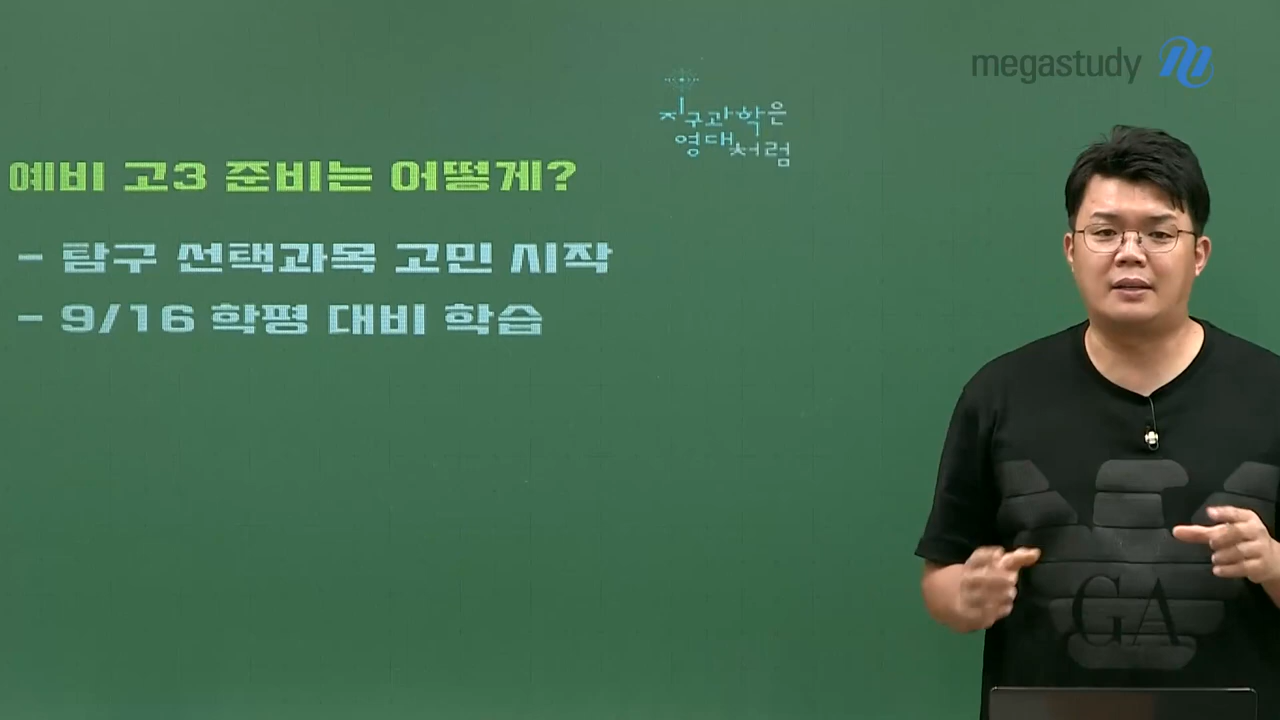 megastudy
지구과학은
영대처럼
예비 고3 준비는 어떻게?
- 탐구 선택과목 고민 시작
- 9/16 학평 대비 학습
GA